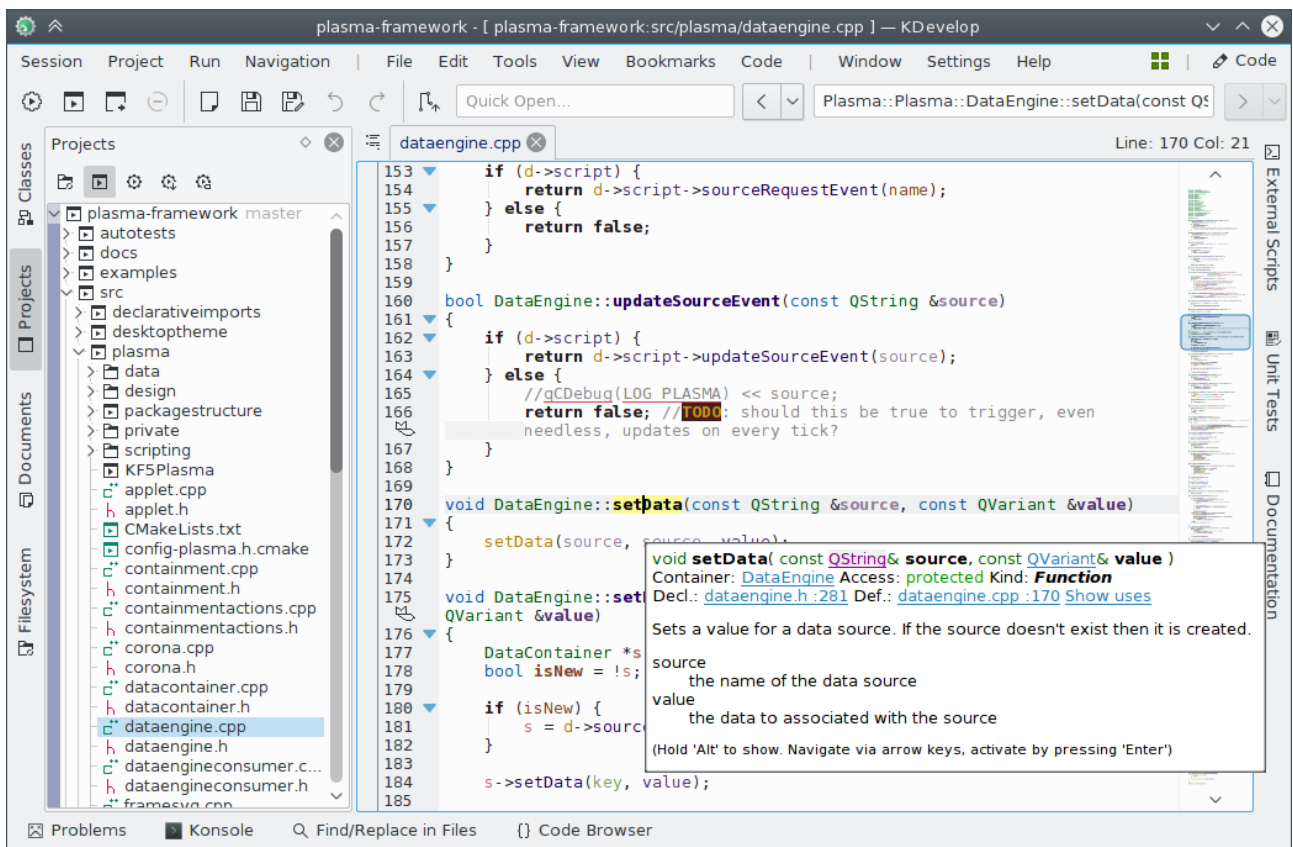 plasma-framework - [ plasma-framework:src/plasma/dataengine.cpp ] — KDevelop
Session Project Run Navigation | File Edit Tools View Bookmarks Code | Window Settings Help | Code
Quick Open...
Plasma::Plasma::DataEngine::setData(const QS
Classes
Projects
Documents
Filesystem
Projects
plasma-framework master
autotests
docs
examples
src
declarativeimports
desktoptheme
plasma
data
design
packagestructure
private
scripting
KF5Plasma
applet.cpp
applet.h
CMakeLists.txt
config-plasma.h.cmake
containment.cpp
containment.h
containmentactions.cpp
containmentactions.h
corona.cpp
corona.h
datacontainer.cpp
datacontainer.h
dataengine.cpp
dataengine.h
dataengineconsumer.c...
dataengineconsumer.h
framesvg.cpp
dataengine.cpp
Line: 170 Col: 21
153 if (d->script) {
154 return d->script->sourceRequestEvent(name);
155 } else {
156 return false;
157 }
158 }
159
160 bool DataEngine::updateSourceEvent(const QString &source)
161 {
162 if (d->script) {
163 return d->script->updateSourceEvent(source);
164 } else {
165 //qCDebug(LOG_PLASMA) << source;
166 return false; //TODO: should this be true to trigger, even
needless, updates on every tick?
167 }
168 }
169
170 void DataEngine::setData(const QString &source, const QVariant &value)
171 {
172 setData(source, source, value);
173 }
174
175 void DataEngine::set
QVariant &value)
176 {
177 DataContainer *s
178 bool isNew = !s;
179
180 if (isNew) {
181 s = d->sourc
182 }
183
184 s->setData(key, value);
185
void setData( const QString& source, const QVariant& value )
Container: DataEngine Access: protected Kind: Function
Decl.: dataengine.h :281 Def.: dataengine.cpp :170 Show uses
Sets a value for a data source. If the source doesn't exist then it is created.
source
the name of the data source
value
the data to associated with the source
(Hold 'Alt' to show. Navigate via arrow keys, activate by pressing 'Enter')
External Scripts
Unit Tests
Documentation
Problems Konsole Find/Replace in Files {} Code Browser